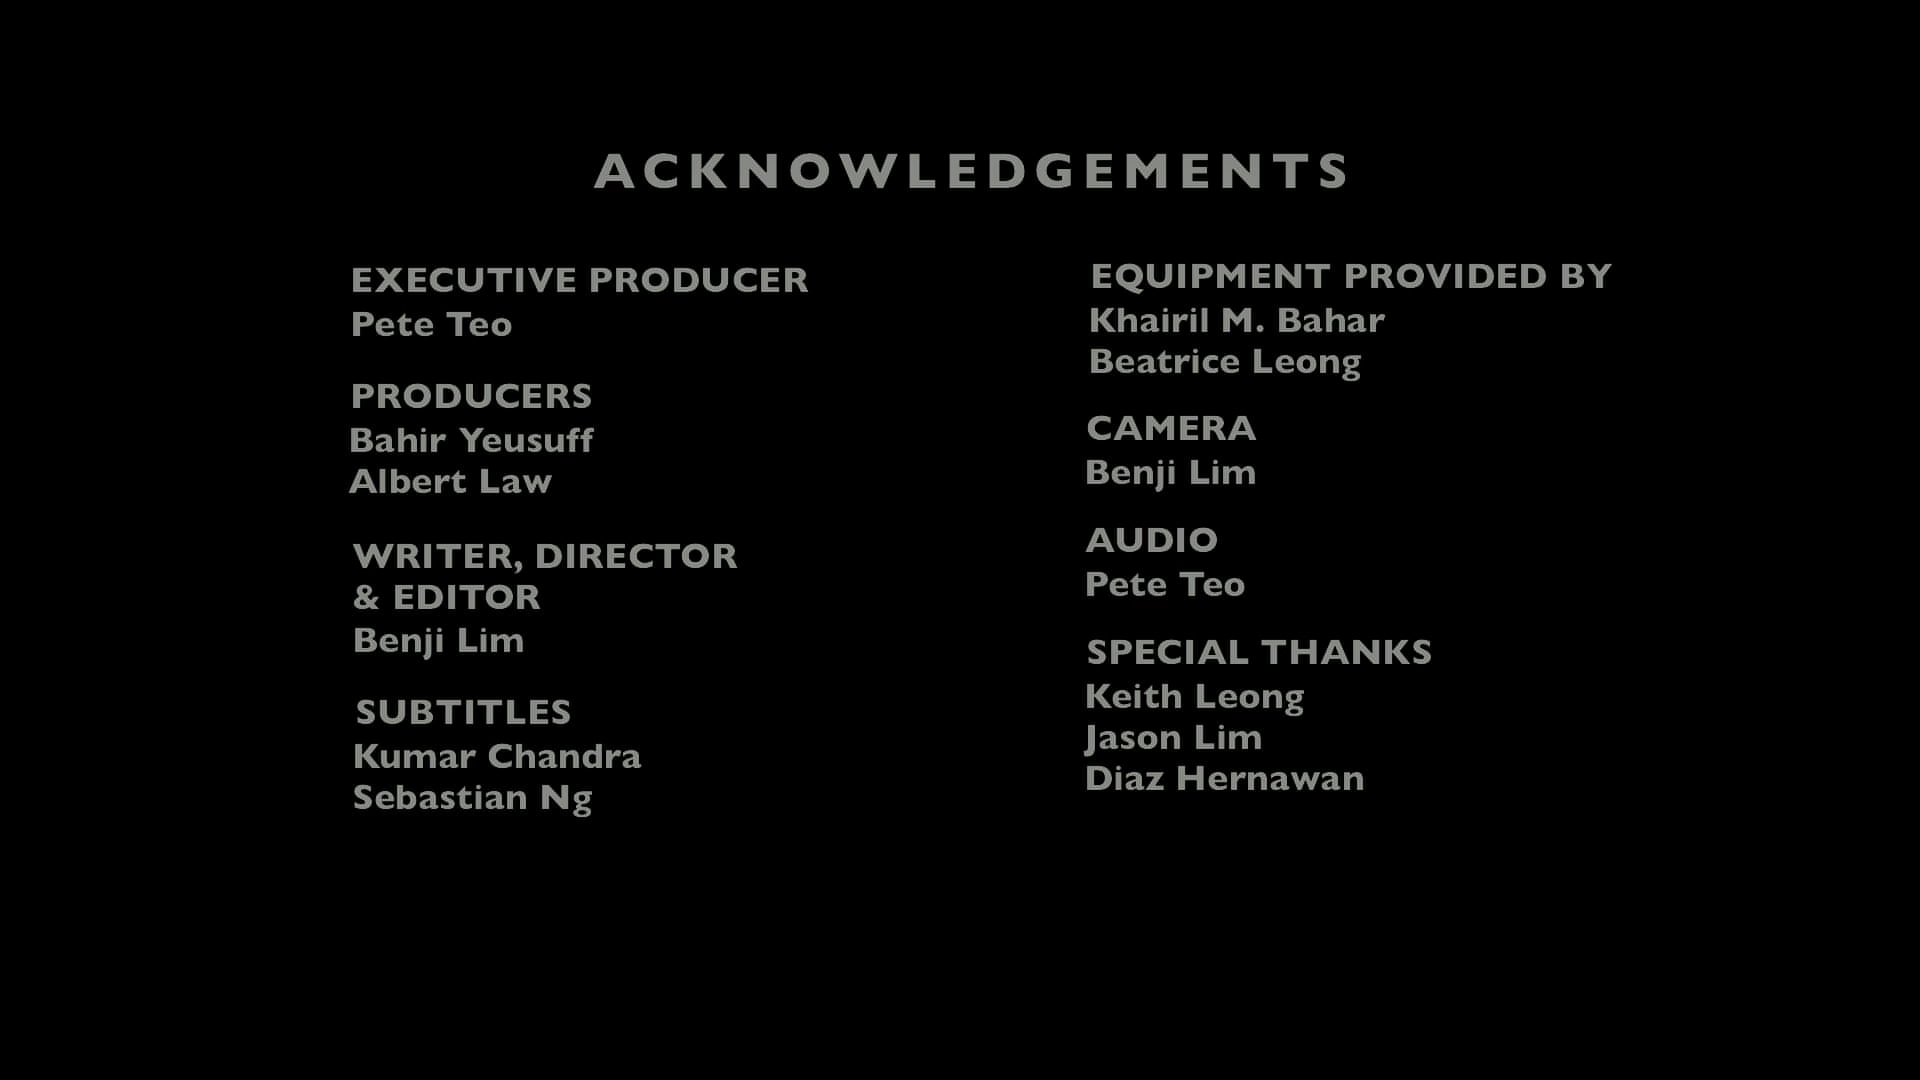 ACKNOWLEDGEMENTS
EXECUTIVE PRODUCER
Pete Teo
PRODUCERS
Bahir Yeusuff
Albert Law
WRITER, DIRECTOR
& EDITOR
Benji Lim
SUBTITLES
Kumar Chandra
Sebastian Ng
EQUIPMENT PROVIDED BY
Khairil M. Bahar
Beatrice Leong
CAMERA
Benji Lim
AUDIO
Pete Teo
SPECIAL THANKS
Keith Leong
Jason Lim
Diaz Hernawan